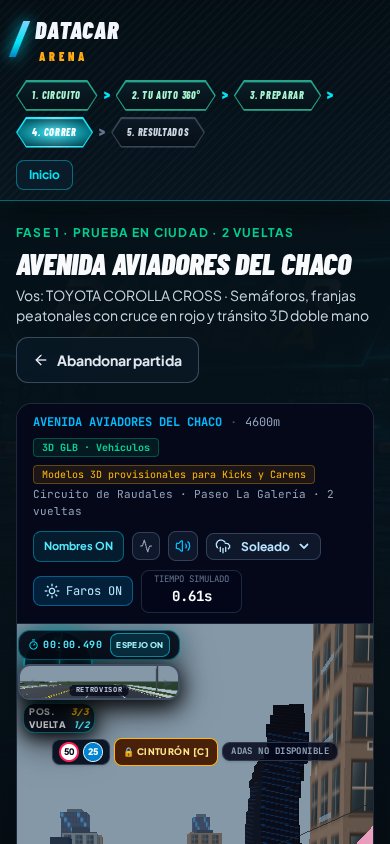 DATACAR
ARENA
1. CIRCUITO > 2. TU AUTO 360° > 3. PREPARAR >
4. CORRER > 5. RESULTADOS
Inicio
FASE 1 · PRUEBA EN CIUDAD · 2 VUELTAS
AVENIDA AVIADORES DEL CHACO
Vos: TOYOTA COROLLA CROSS · Semáforos, franjas
peatonales con cruce en rojo y tránsito 3D doble mano
← Abandonar partida
AVENIDA AVIADORES DEL CHACO · 4600m
3D GLB · Vehículos
Modelos 3D provisionales para Kicks y Carens
Circuito de Raudales · Paseo La Galería · 2
vueltas
Nombres ON Soleado
Faros ON TIEMPO SIMULADO
0.61s
00:00.490 ESPEJO ON
RETROVISOR
POS. 3/3
VUELTA 1/2
50 25 CINTURÓN [C] ADAS NO DISPONIBLE